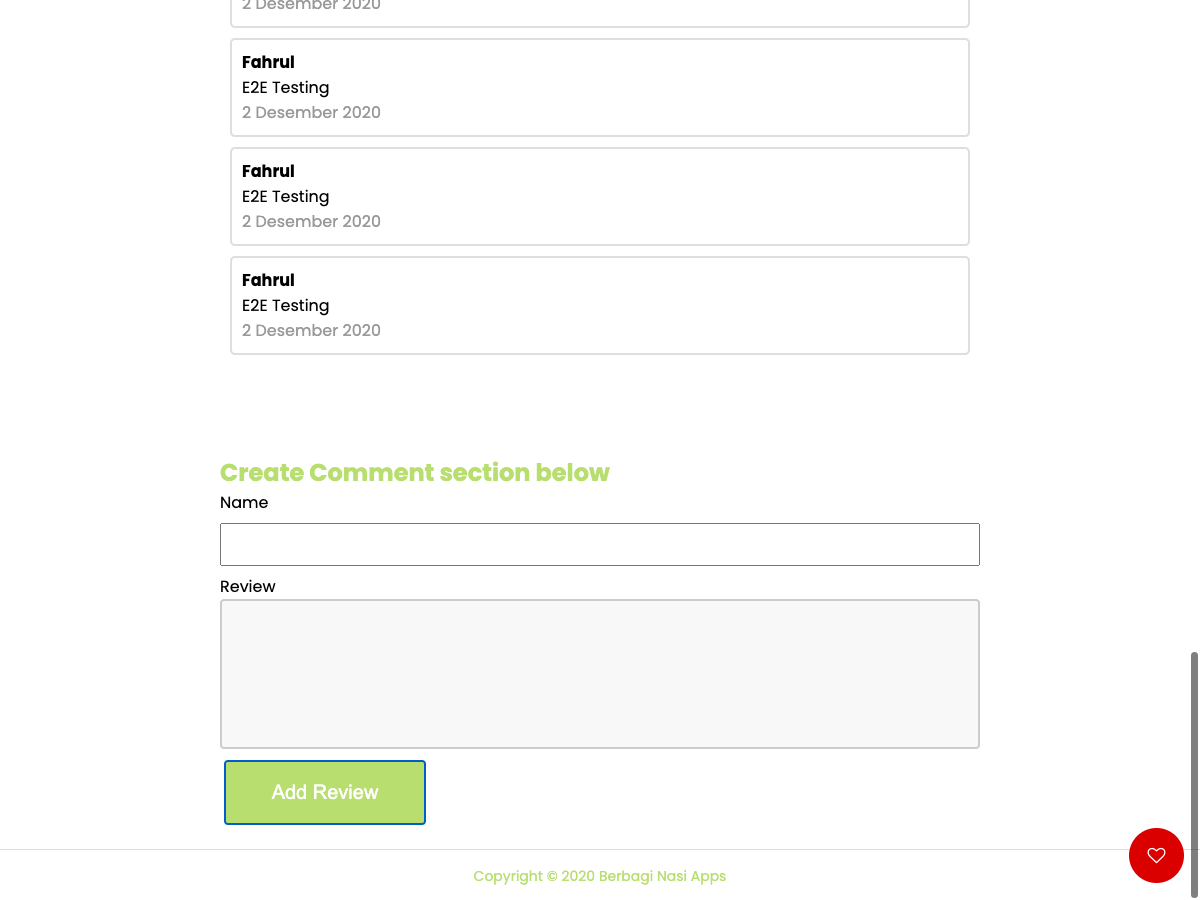 2 Desember 2020
Fahrul
E2E Testing
2 Desember 2020
Fahrul
E2E Testing
2 Desember 2020
Fahrul
E2E Testing
2 Desember 2020
Create Comment section below
Name
Review
Add Review
Copyright © 2020 Berbagi Nasi Apps